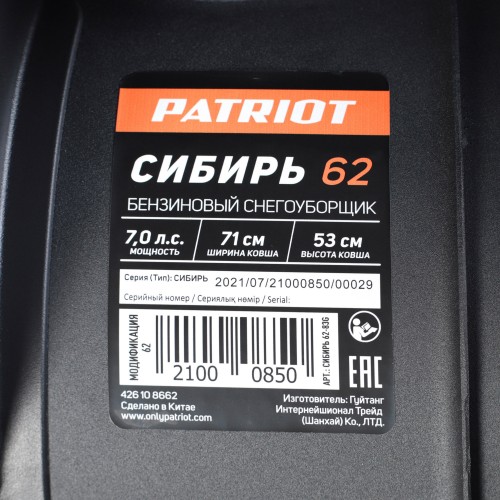 PATRIOT
СИБИРЬ 62
БЕНЗИНОВЫЙ СНЕГОУБОРЩИК
7,0 л.с. 71 см 53 см
МОЩНОСТЬ ШИРИНА КОВША ВЫСОТА КОВША
Серия (Тип): СИБИРЬ 2021/07/21000850/00029
Серийный номер / Сериялық нөмір / Serial:
МОДИФИКАЦИЯ
62
2100 0850
АРТ.: СИБИРЬ 62-83G
EAC
426 10 8662
Сделано в Китае
www.onlypatriot.com
Изготовитель: Гуйтанг
Интернейшионал Трейд
(Шанхай) Ко., ЛТД.